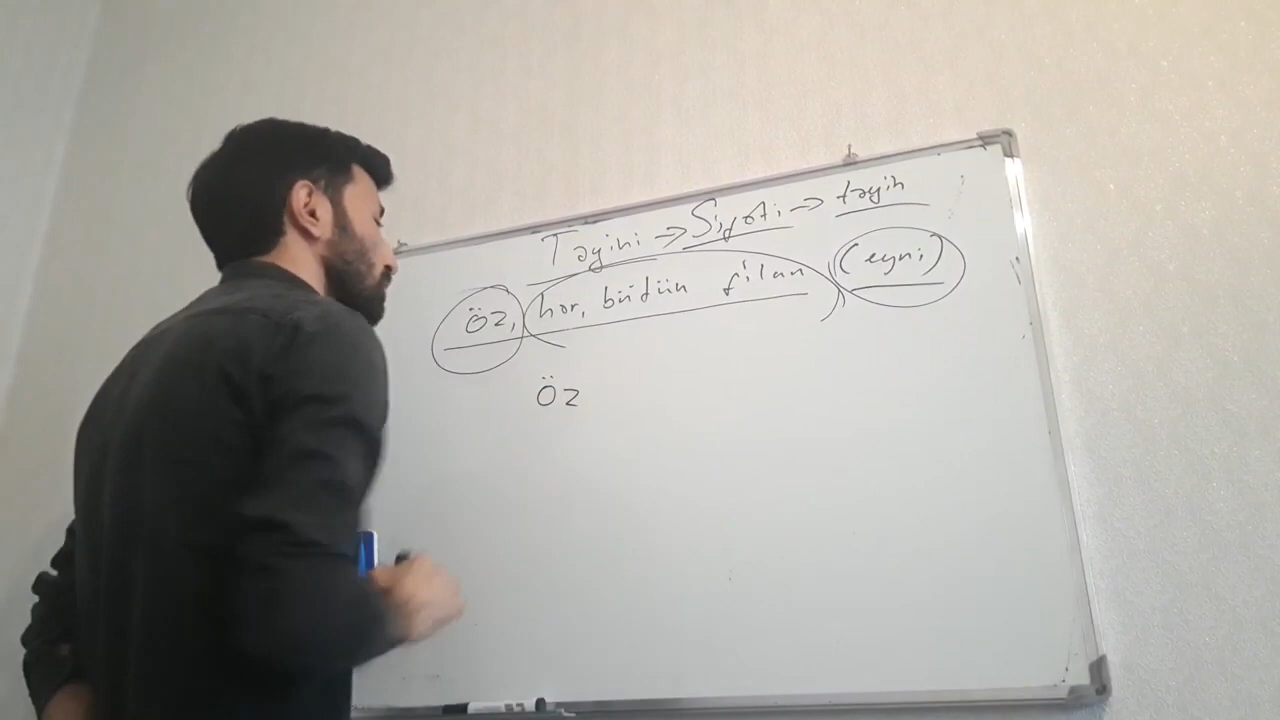 Təyini → Sifəti → təyin
Öz, hər, bütün filan (eyni)
Öz